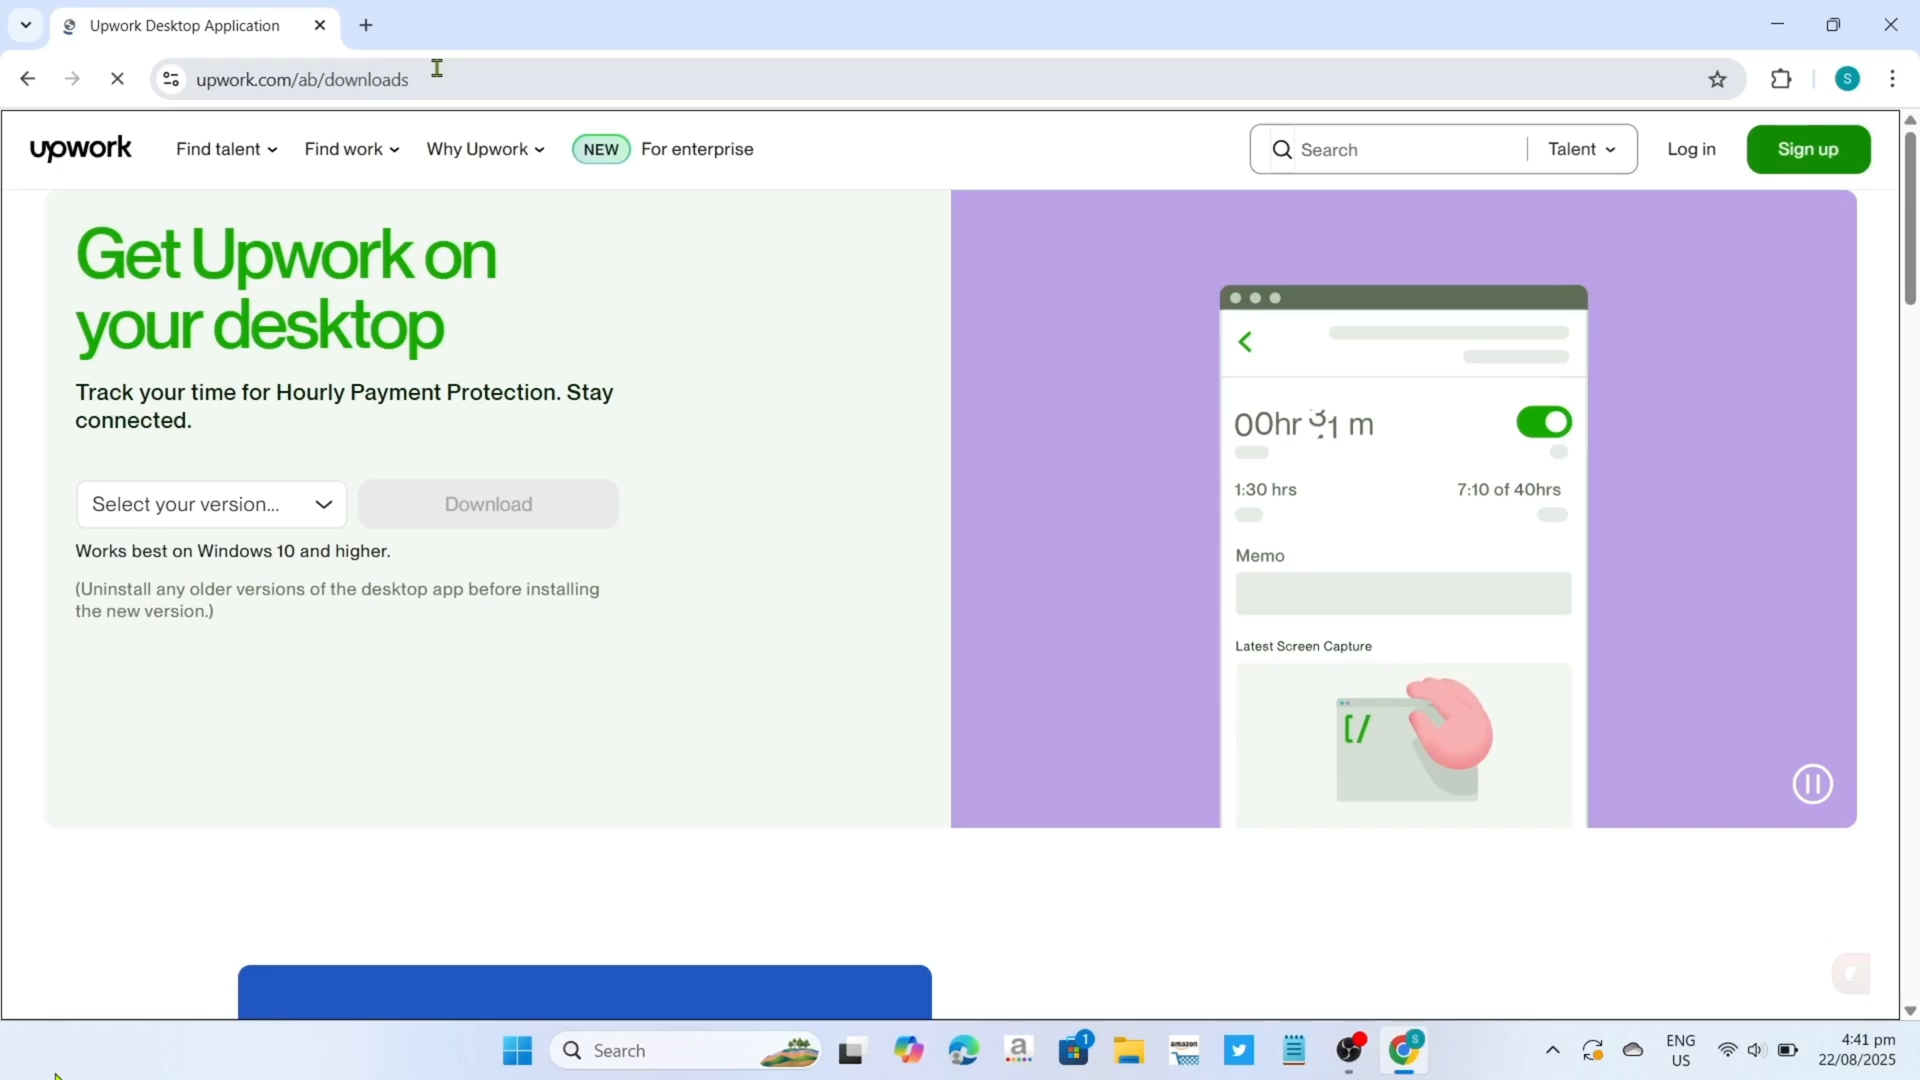 Upwork Desktop Application
upwork.com/ab/downloads
S
upwork
Find talent
Find work
Why Upwork
NEW
For enterprise
Search
Talent
Log in
Sign up
Get Upwork on
your desktop
Track your time for Hourly Payment Protection. Stay
connected.
Select your version...
Download
Works best on Windows 10 and higher.
(Uninstall any older versions of the desktop app before installing
the new version.)
00hr 31 m
1:30 hrs
7:10 of 40hrs
Memo
Latest Screen Capture
[/
Search
a
1
amazon
S
ENG
US
4:41 pm
22/08/2025